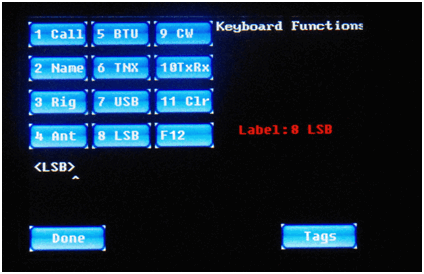 Keyboard Functions
1 Call 5 BTU 9 CW
2 Name 6 TNX 10TxRx
3 Rig 7 USB 11 Clr
4 Ant 8 LSB F12
Label:8 LSB
<LSB>
^
Done Tags